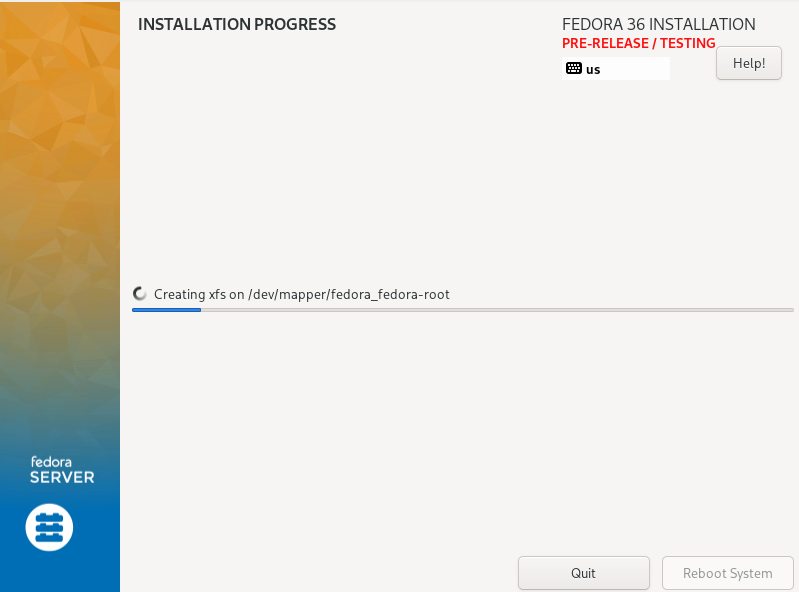 INSTALLATION PROGRESS
FEDORA 36 INSTALLATION
PRE-RELEASE / TESTING
us
Help!
Creating xfs on /dev/mapper/fedora_fedora-root
fedora
SERVER
Quit
Reboot System